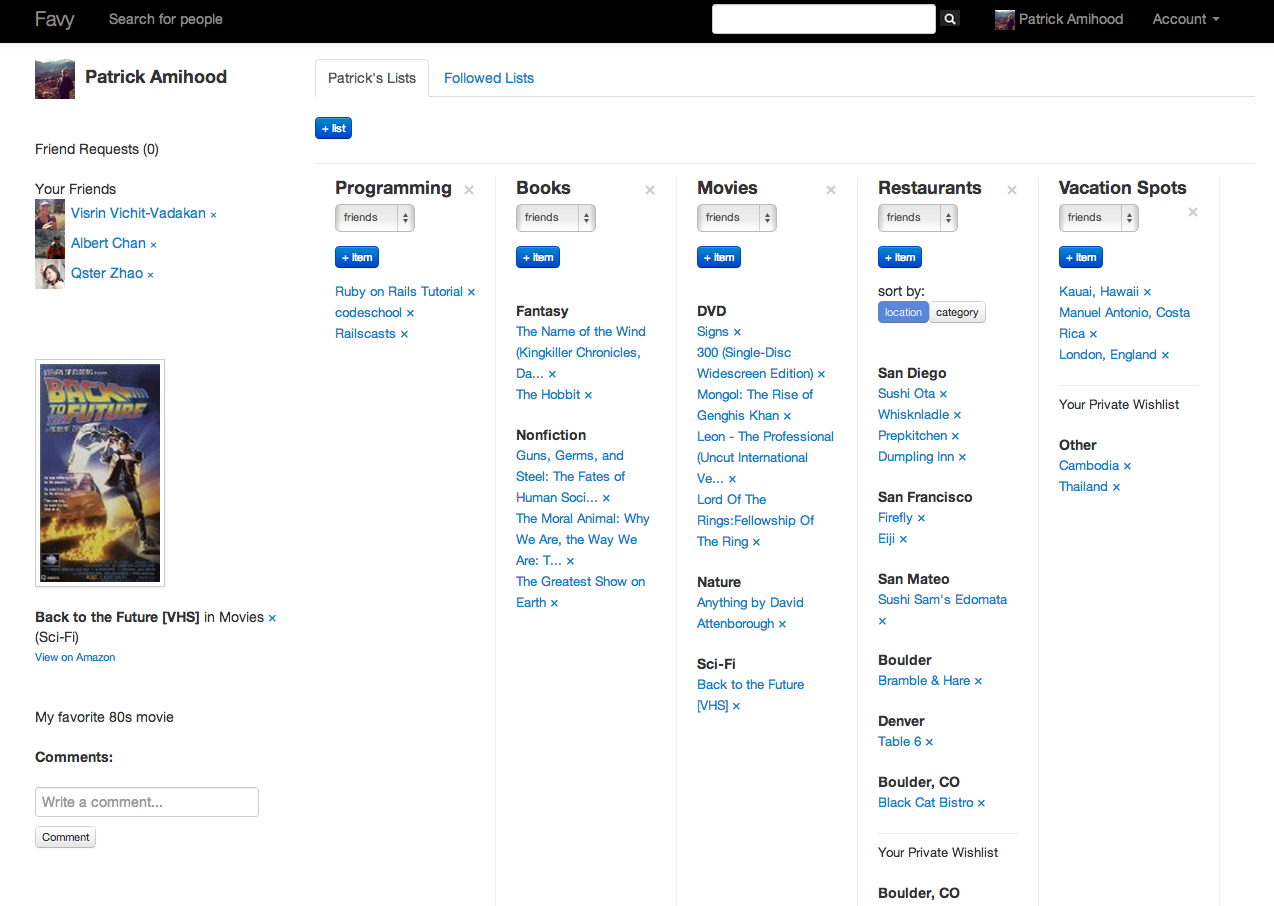 Favy Search for people Patrick Amihood Account
Patrick Amihood
Friend Requests (0)
Your Friends
Visrin Vichit-Vadakan ×
Albert Chan ×
Qster Zhao ×
BACK
TO THE
FUTURE
Back to the Future [VHS] in Movies ×
(Sci-Fi)
View on Amazon
My favorite 80s movie
Comments:
Write a comment...
Comment
Patrick's Lists Followed Lists
+ list
Programming ×
friends
+ item
Ruby on Rails Tutorial ×
codeschool ×
Railscasts ×
Books ×
friends
+ item
Fantasy
The Name of the Wind
(Kingkiller Chronicles,
Da... ×
The Hobbit ×
Nonfiction
Guns, Germs, and
Steel: The Fates of
Human Soci... ×
The Moral Animal: Why
We Are, the Way We
Are: T... ×
The Greatest Show on
Earth ×
Movies ×
friends
+ item
DVD
Signs ×
300 (Single-Disc
Widescreen Edition) ×
Mongol: The Rise of
Genghis Khan ×
Leon - The Professional
(Uncut International
Ve... ×
Lord Of The
Rings:Fellowship Of
The Ring ×
Nature
Anything by David
Attenborough ×
Sci-Fi
Back to the Future
[VHS] ×
Restaurants ×
friends
+ item
sort by:
location category
San Diego
Sushi Ota ×
Whisknladle ×
Prepkitchen ×
Dumpling Inn ×
San Francisco
Firefly ×
Eiji ×
San Mateo
Sushi Sam's Edomata
×
Boulder
Bramble & Hare ×
Denver
Table 6 ×
Boulder, CO
Black Cat Bistro ×
Your Private Wishlist
Boulder, CO
Vacation Spots
×
friends
+ item
Kauai, Hawaii ×
Manuel Antonio, Costa
Rica ×
London, England ×
Your Private Wishlist
Other
Cambodia ×
Thailand ×